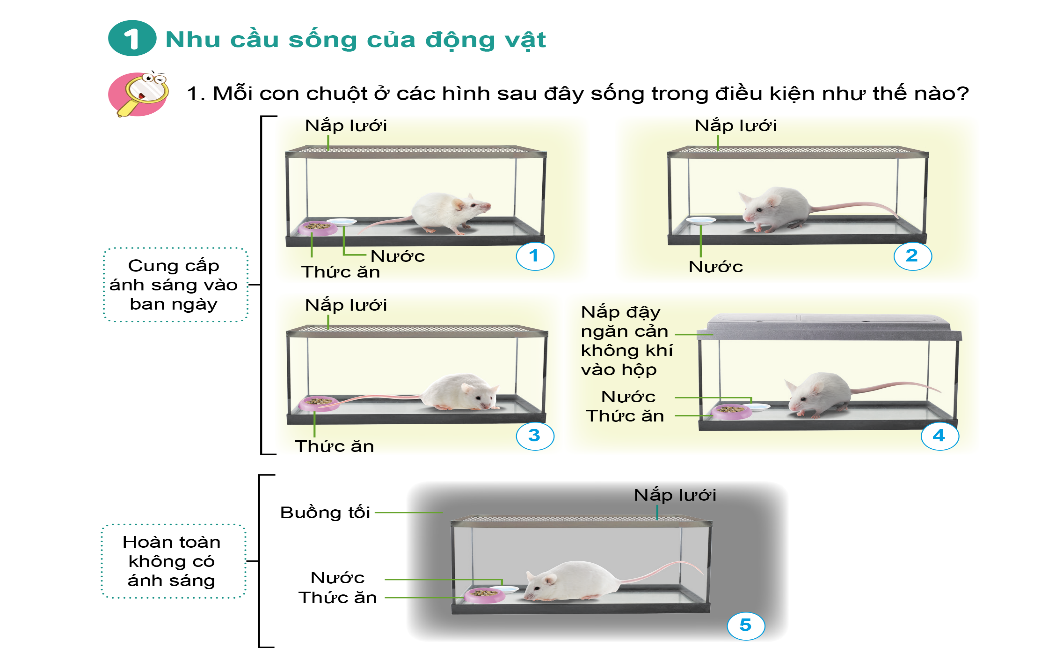 1 Nhu cầu sống của động vật
1. Mỗi con chuột ở các hình sau đây sống trong điều kiện như thế nào?
Cung cấp
ánh sáng vào
ban ngày
Nắp lưới
Nước
Thức ăn
1
Nắp lưới
Nước
2
Nắp lưới
Thức ăn
3
Nắp đậy
ngăn cản
không khí
vào hộp
Nước
Thức ăn
4
Hoàn toàn
không có
ánh sáng
Nắp lưới
Buồng tối
Nước
Thức ăn
5